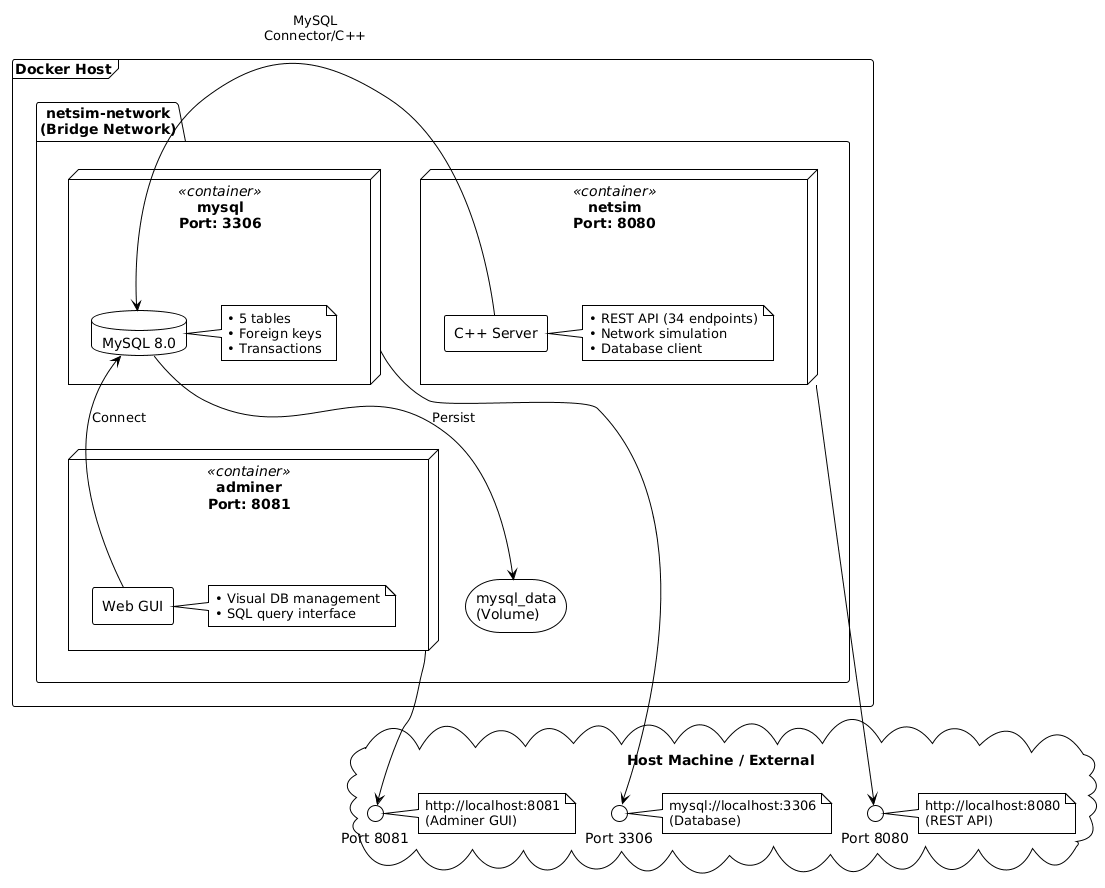 MySQL
Connector/C++
Docker Host
netsim-network
(Bridge Network)
«container»
mysql
Port: 3306
MySQL 8.0
• 5 tables
• Foreign keys
• Transactions
«container»
netsim
Port: 8080
C++ Server
• REST API (34 endpoints)
• Network simulation
• Database client
Connect
Persist
«container»
adminer
Port: 8081
Web GUI
• Visual DB management
• SQL query interface
mysql_data
(Volume)
Host Machine / External
Port 8081
http://localhost:8081
(Adminer GUI)
Port 3306
mysql://localhost:3306
(Database)
Port 8080
http://localhost:8080
(REST API)